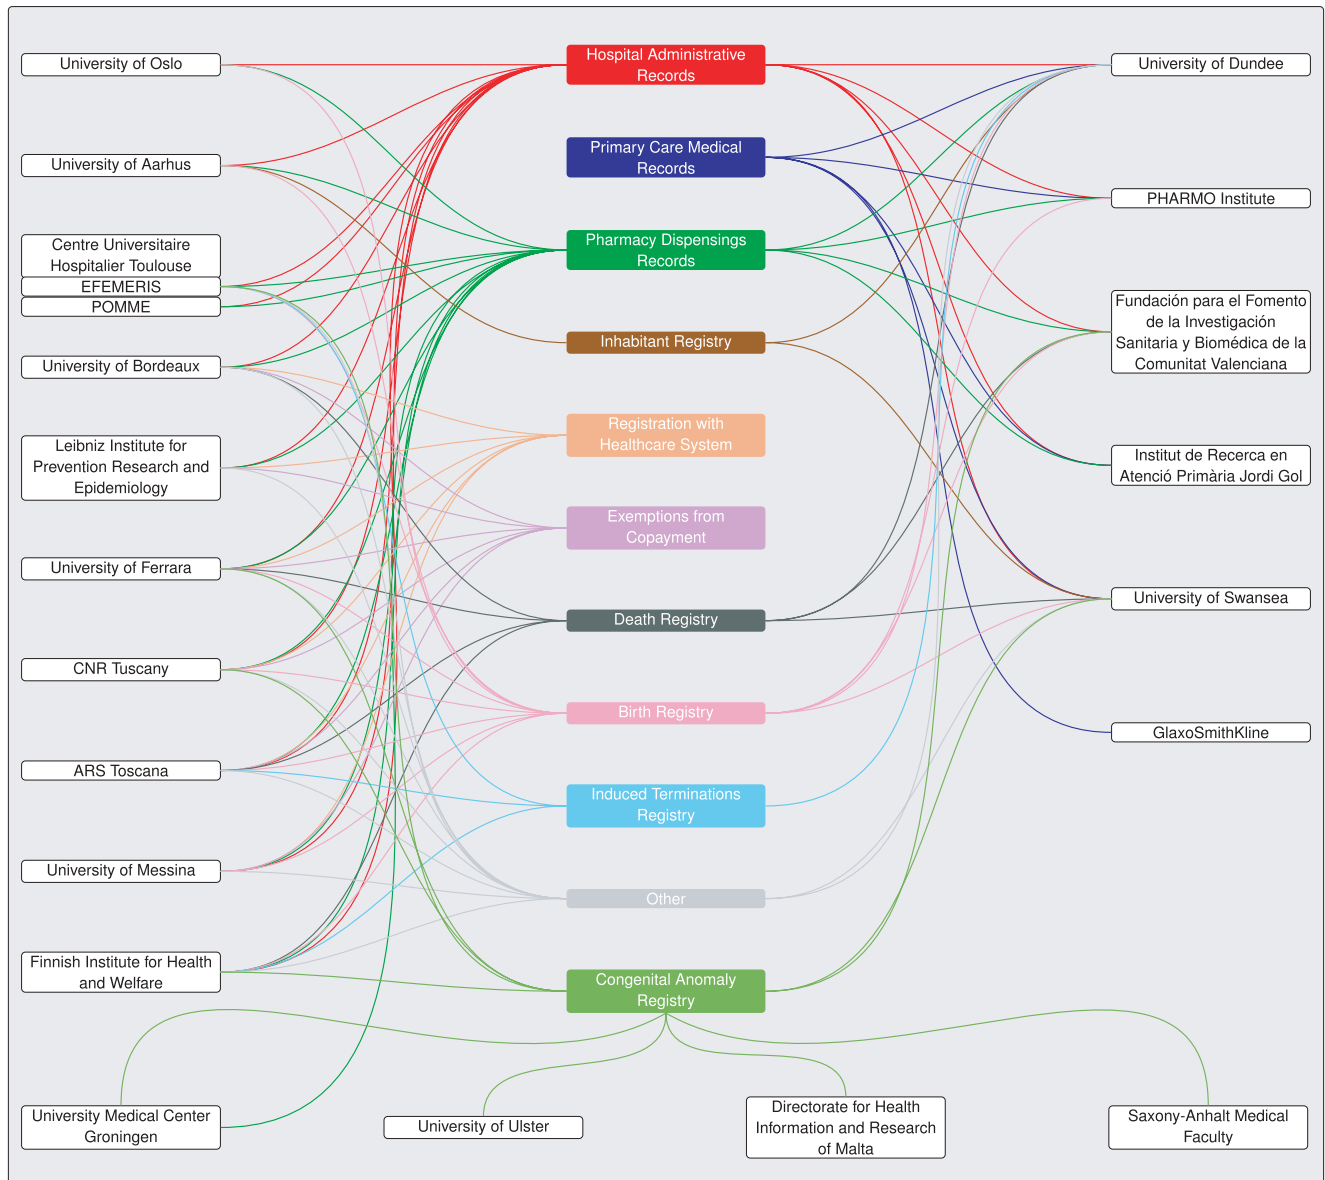 University of Oslo
University of Aarhus
Centre Universitaire
Hospitalier Toulouse
EFEMERIS
POMME
University of Bordeaux
Leibniz Institute for
Prevention Research and
Epidemiology
University of Ferrara
CNR Tuscany
ARS Toscana
University of Messina
Finnish Institute for Health
and Welfare
University Medical Center
Groningen
Hospital Administrative
Records
Primary Care Medical
Records
Pharmacy Dispensings
Records
Inhabitant Registry
Registration with
Healthcare System
Exemptions from
Copayment
Death Registry
Birth Registry
Induced Terminations
Registry
Other
Congenital Anomaly
Registry
University of Ulster
Directorate for Health
Information and Research
of Malta
University of Dundee
PHARMO Institute
Fundación para el Fomento
de la Investigación
Sanitaria y Biomédica de la
Comunitat Valenciana
Institut de Recerca en
Atenció Primària Jordi Gol
University of Swansea
GlaxoSmithKline
Saxony-Anhalt Medical
Faculty